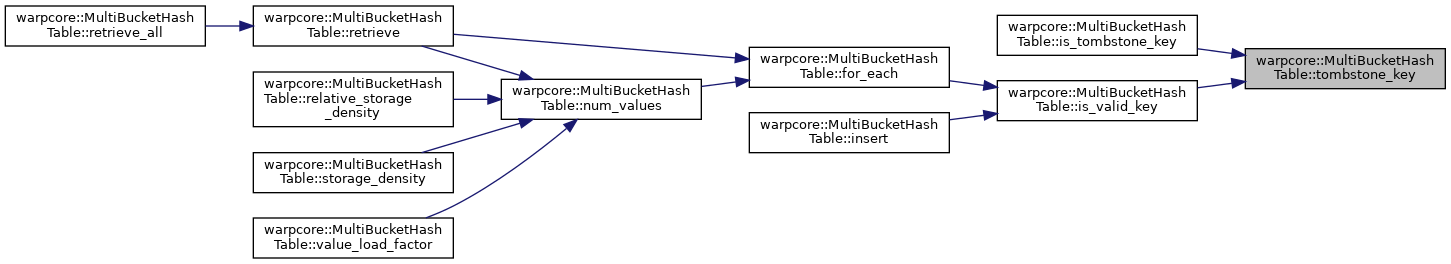 warpcore::MultiBucketHash
Table::retrieve_all
warpcore::MultiBucketHash
Table::retrieve
warpcore::MultiBucketHash
Table::relative_storage
_density
warpcore::MultiBucketHash
Table::storage_density
warpcore::MultiBucketHash
Table::value_load_factor
warpcore::MultiBucketHash
Table::num_values
warpcore::MultiBucketHash
Table::for_each
warpcore::MultiBucketHash
Table::insert
warpcore::MultiBucketHash
Table::is_tombstone_key
warpcore::MultiBucketHash
Table::is_valid_key
warpcore::MultiBucketHash
Table::tombstone_key